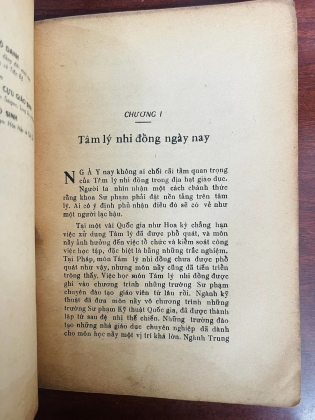 CHƯƠNG I
Tâm lý nhi đồng ngày nay
NGÀY nay không ai chối cãi tầm quan trọng
của Tâm lý nhi đồng trong địa hạt giáo dục.
Người ta nhìn nhận một cách chánh thức
rằng khoa Sư phạm phải đặt nền tảng trên tâm
lý. Ai có ý định phủ nhận điều đó sẽ có vẻ như
một người lạc hậu.
Tại một vài Quốc gia như Hoa kỳ chẳng hạn
việc xử dụng Tâm lý đã được phổ quát, và môn
này ảnh hưởng đến việc tổ chức và kiểm soát công
việc học tập, đặc biệt là bằng những trắc nghiệm.
Tại Pháp, môn Tâm lý nhi đồng chưa được phổ
quát như vậy, nhưng môn nầy cũng đã tiến triển
trông thấy. Việc học môn Tâm lý nhi đồng được
ghi vào chương trình những trường Sư phạm
chuyên đào tạo giáo viên từ lâu rồi. Ngành kỹ
thuật đã đưa môn nầy vô chương trình những
trường Sư phạm Kỹ thuật Quốc gia, đã được thành
lập từ sau đệ nhị thế chiến. Những trường đào
tạo những nhà giáo dục chuyên nghiệp đã dành
cho môn học nầy một vị trí khá lớn. Ngành Trung